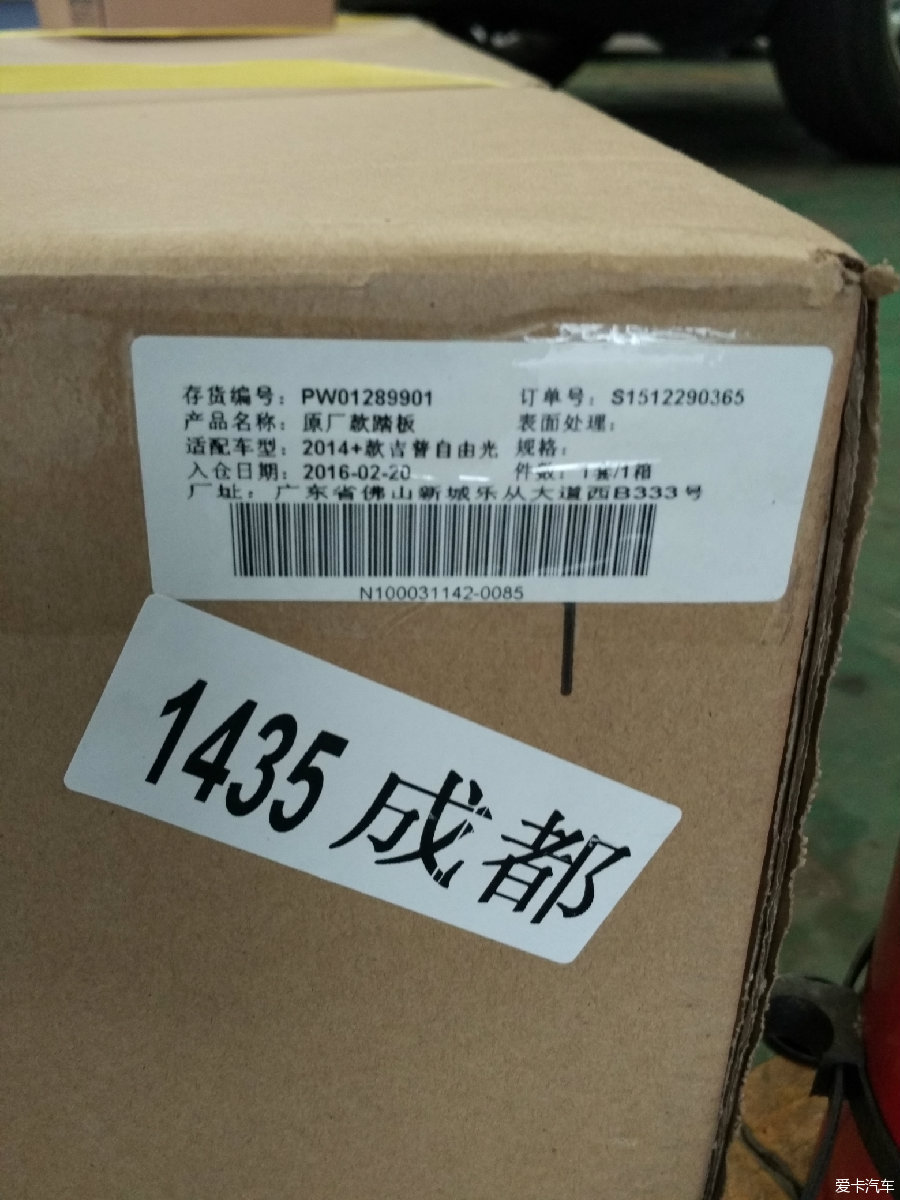 存货编号: PW01289901 订单号: S1512290365
产品名称: 原厂款踏板 表面处理:
适配车型: 2014+款吉普自由光 规格:
入仓日期: 2016-02-20 件数: 1套/1箱
厂址: 广东省佛山新城乐从大道西B333号
N100031142-0085
1435 成都
爱卡汽车